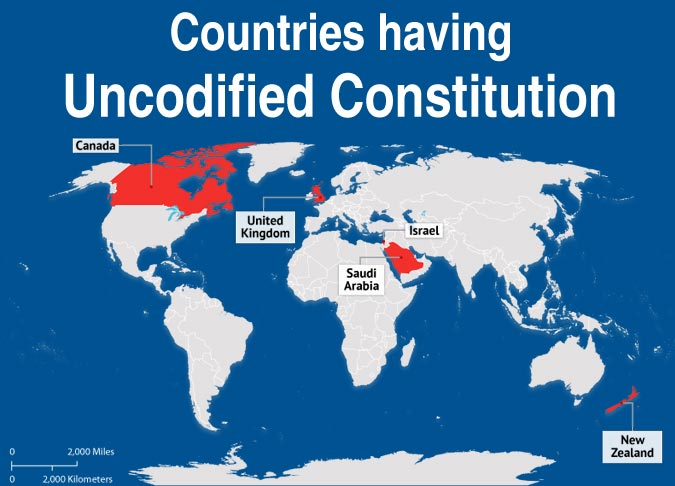 Countries having
Uncodified Constitution
Canada
United
Kingdom
Israel
Saudi
Arabia
New
Zealand
0 2,000 Miles
0 2,000 Kilometers